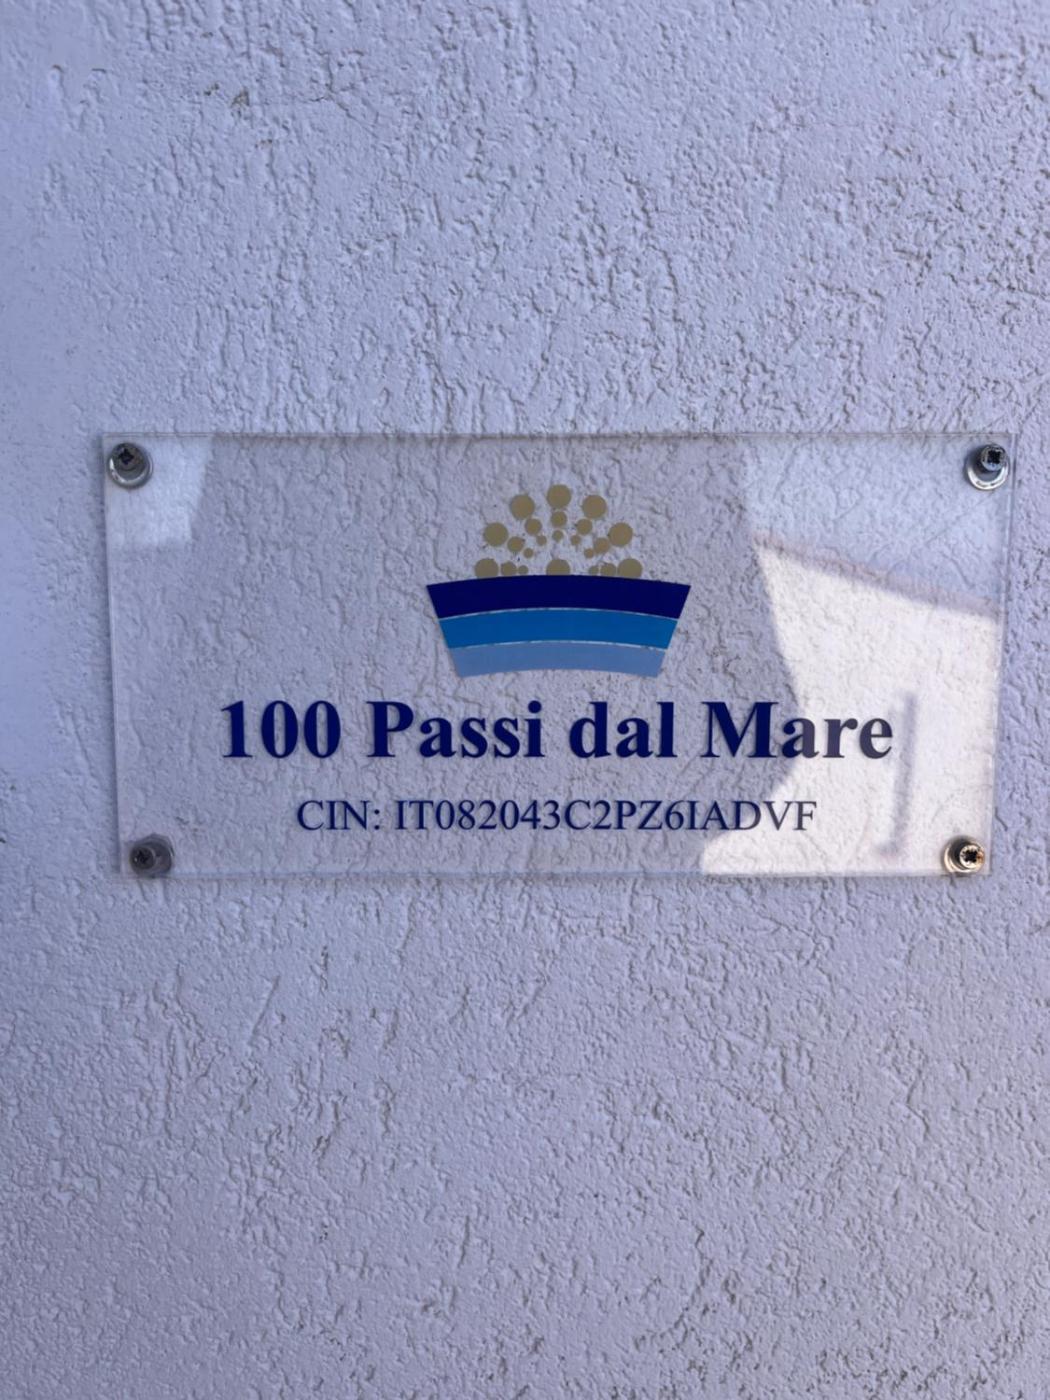 100 Passi dal Mare
CIN: IT082043C2PZ6IADVF